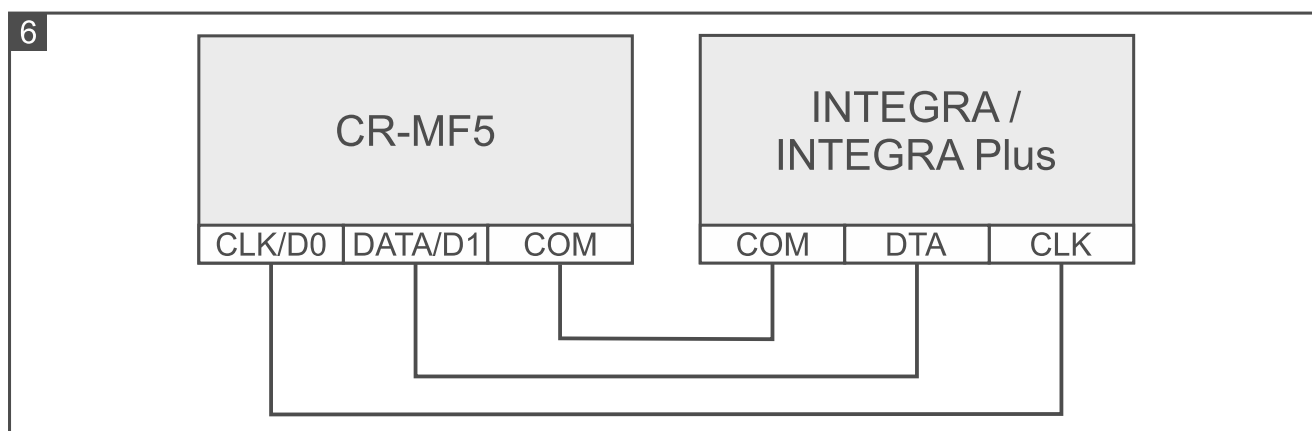 6
CR-MF5
INTEGRA /
INTEGRA Plus
CLK/D0 DATA/D1 COM
COM DTA CLK